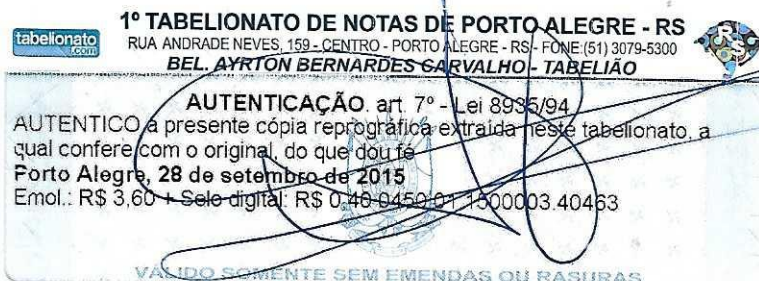 tabelionato
.com
1º TABELIONATO DE NOTAS DE PORTO ALEGRE - RS
RUA ANDRADE NEVES, 159 - CENTRO - PORTO ALEGRE - RS - FONE:(51) 3079-5300
BEL. AYRTON BERNARDES CARVALHO - TABELIÃO
RS
AUTENTICAÇÃO. art. 7º - Lei 8935/94
AUTENTICO a presente cópia reprográfica extraída neste tabelionato, a
qual confere com o original, do que dou fé
Porto Alegre, 28 de setembro de 2015
Emol.: R$ 3,60 + Selo digital: R$ 0,40 0450.01.1500003.40463
VÁLIDO SOMENTE SEM EMENDAS OU RASURAS